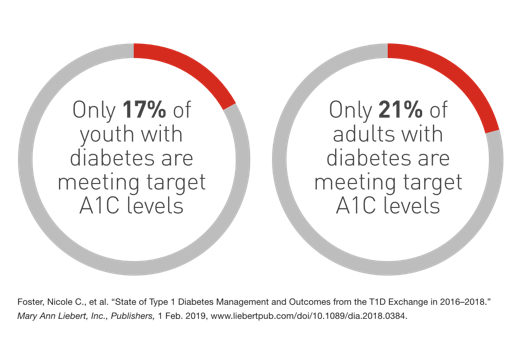 Only 17% of
youth with
diabetes are
meeting target
A1C levels
Only 21% of
adults with
diabetes are
meeting target
A1C levels
Foster, Nicole C., et al. “State of Type 1 Diabetes Management and Outcomes from the T1D Exchange in 2016–2018.”
Mary Ann Liebert, Inc., Publishers, 1 Feb. 2019, www.liebertpub.com/doi/10.1089/dia.2018.0384.